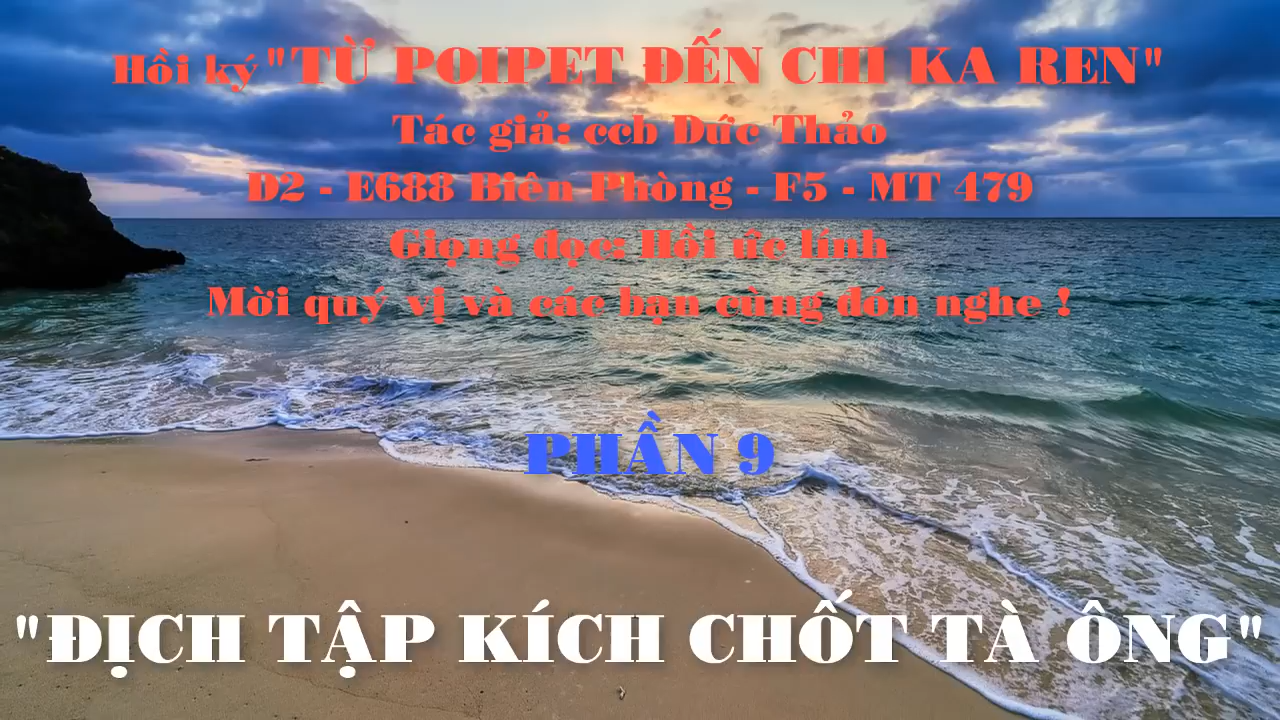 Hồi ký "TỪ POIPET ĐẾN CHI KA REN"
Tác giả: ccb Đức Thảo
D2 - E688 Biên Phòng - F5 - MT 479
Giọng đọc: Hồi ức lính
Mời quý vị và các bạn cùng đón nghe !
PHẦN 9
"ĐỊCH TẬP KÍCH CHỐT TÀ ÔNG"